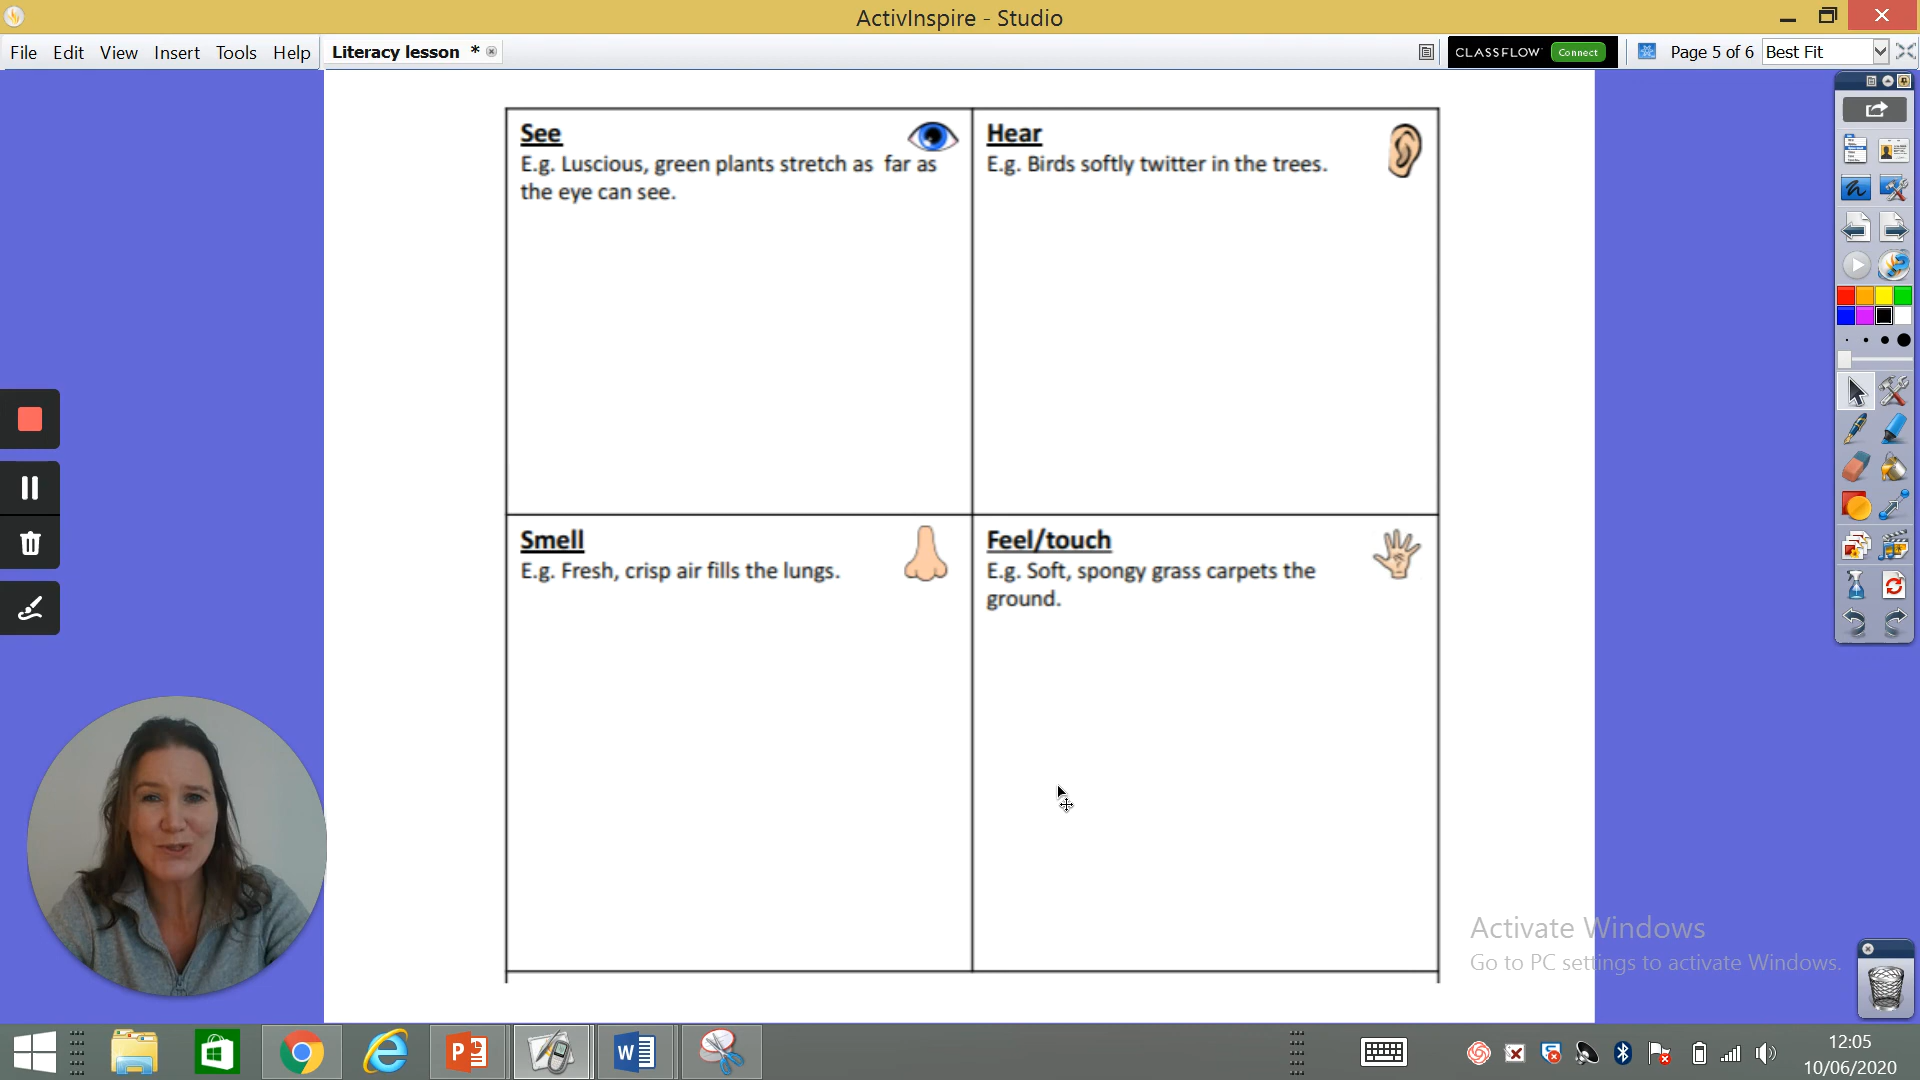 ActivInspire - Studio
File Edit View Insert Tools Help
Literacy lesson *
CLASSFLOW Connect
Page 5 of 6
Best Fit
See
E.g. Luscious, green plants stretch as far as
the eye can see.
Hear
E.g. Birds softly twitter in the trees.
Smell
E.g. Fresh, crisp air fills the lungs.
Feel/touch
E.g. Soft, spongy grass carpets the
ground.
Activate Windows
Go to PC settings to activate Windows.
12:05
10/06/2020